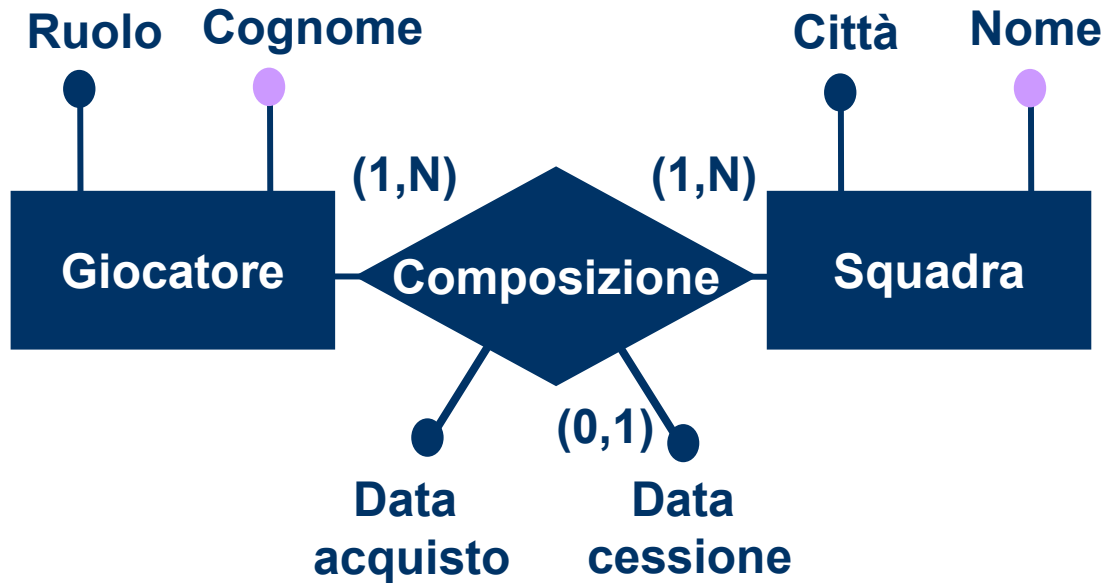 Ruolo Cognome Città Nome
(1,N) (1,N)
Giocatore Composizione Squadra
(0,1)
Data Data
acquisto cessione